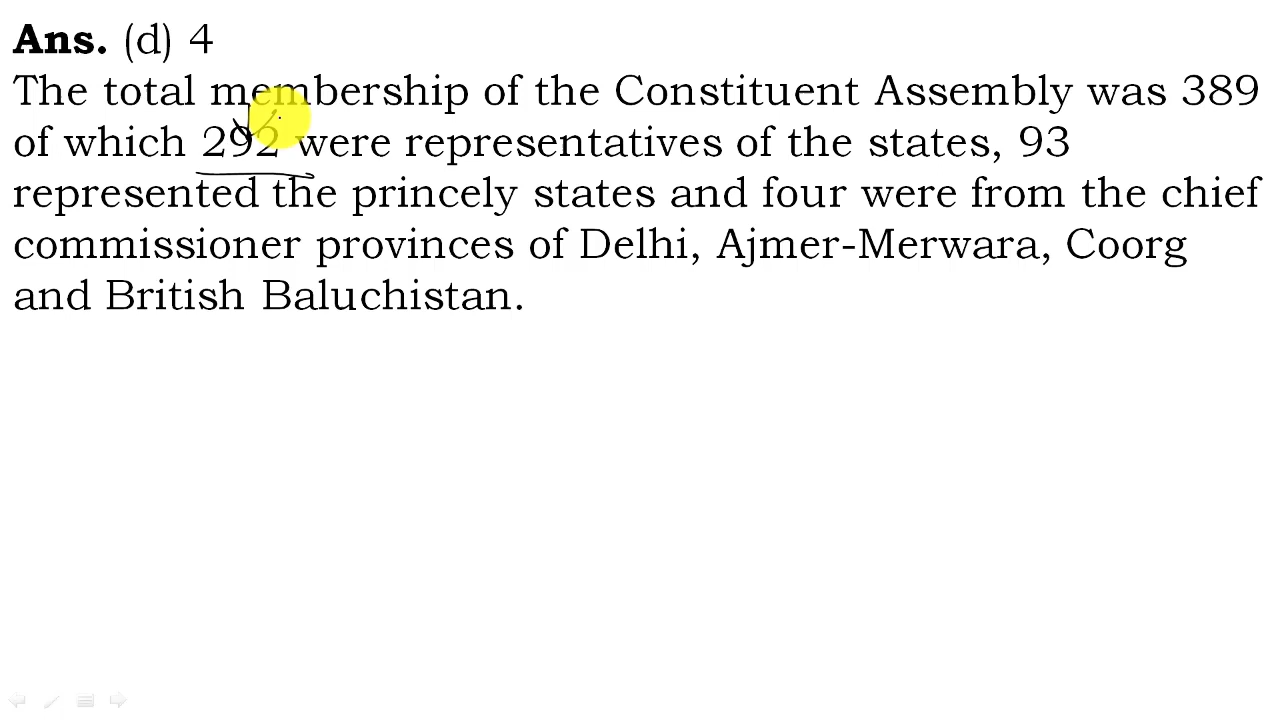 Ans. (d) 4
The total membership of the Constituent Assembly was 389
of which 292 were representatives of the states, 93
represented the princely states and four were from the chief
commissioner provinces of Delhi, Ajmer-Merwara, Coorg
and British Baluchistan.